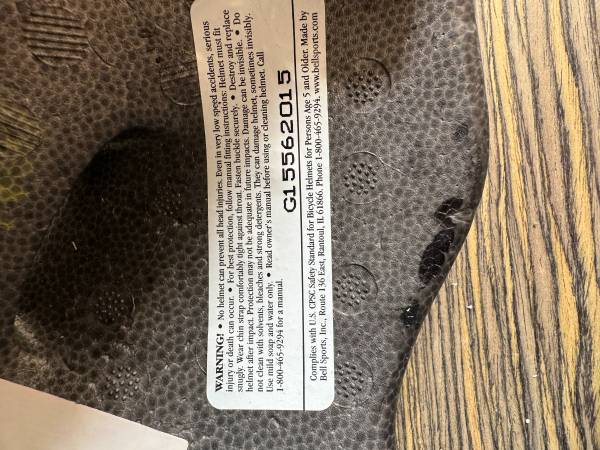 WARNING! • No helmet can prevent all head injuries. Even in very low speed accidents, serious
injury or death can occur. • For best protection, follow manual fitting instructions: Helmet must fit
snugly. Wear chin strap comfortably tight against throat. Fasten buckle securely. • Destroy and replace
helmet after impact. Protection may not be adequate in future impacts. Damage can be invisible. • Do
not clean with solvents, bleaches and strong detergents. They can damage helmet, sometimes invisibly.
Use mild soap and water only. • Read owner's manual before using or cleaning helmet. Call
1-800-465-9294 for a manual.
G15562015
Complies with U.S. CPSC Safety Standard for Bicycle Helmets for Persons Age 5 and Older. Made by
Bell Sports, Inc., Route 136 East, Rantoul, IL 61866. Phone 1-800-465-9294. www.bellsports.com